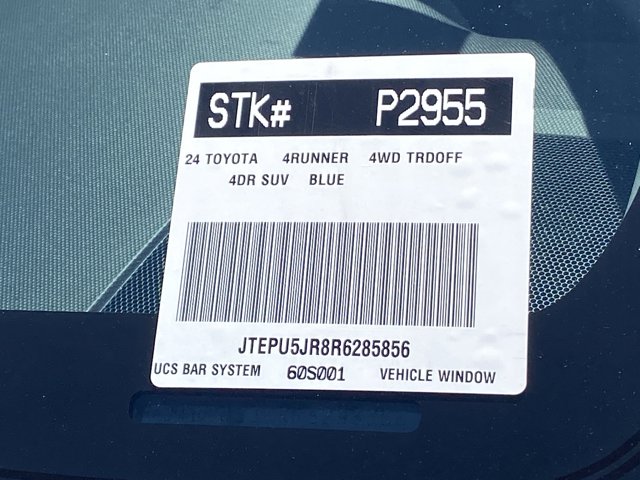 STK# P2955
24 TOYOTA 4RUNNER 4WD TRDOFF
4DR SUV BLUE
JTEPU5JR8R6285856
UCS BAR SYSTEM 60S001 VEHICLE WINDOW